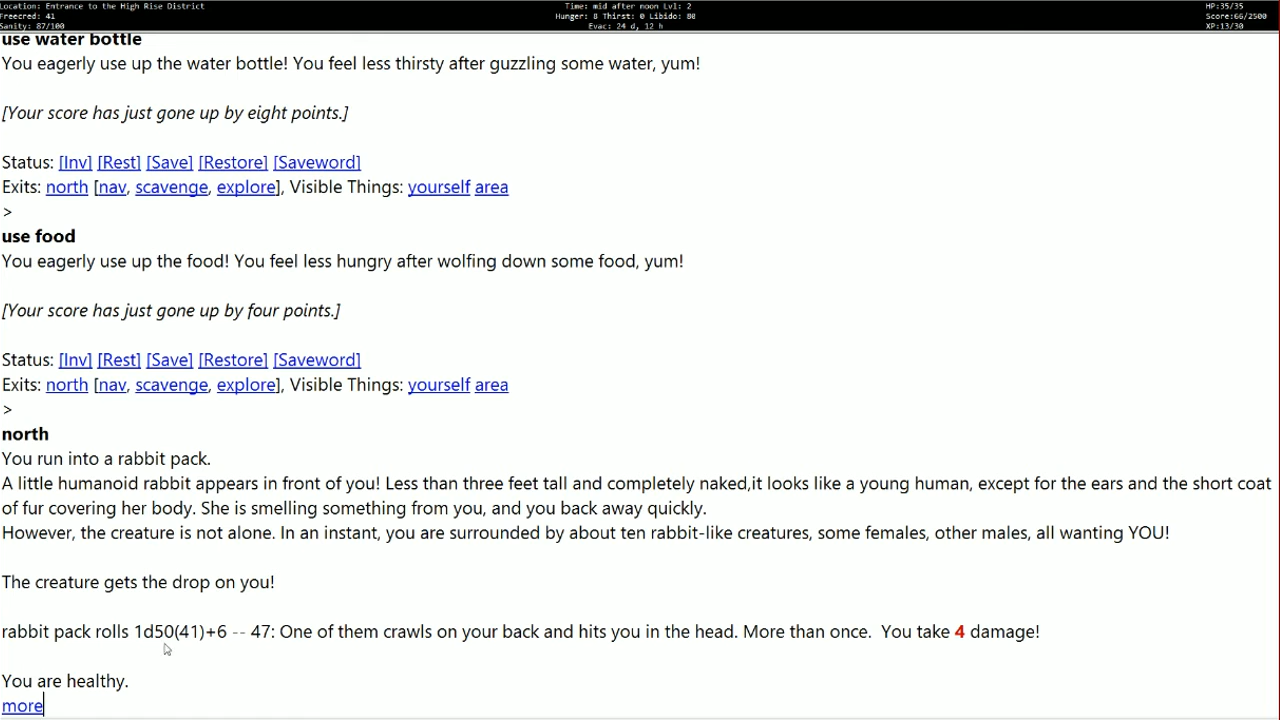 Location: Entrance to the High Rise District
Time: mid after noon Lvl: 2
HP:35/35
Freecred: 41
Hunger: 8 Thirst: 0 Libido: 80
Score:66/2500
Sanity: 87/100
Evac: 24 d, 12 h
XP:13/30
use water bottle
You eagerly use up the water bottle! You feel less thirsty after guzzling some water, yum!
[Your score has just gone up by eight points.]
Status: [Inv] [Rest] [Save] [Restore] [Saveword]
Exits: north [nav, scavenge, explore], Visible Things: yourself area
>
use food
You eagerly use up the food! You feel less hungry after wolfing down some food, yum!
[Your score has just gone up by four points.]
Status: [Inv] [Rest] [Save] [Restore] [Saveword]
Exits: north [nav, scavenge, explore], Visible Things: yourself area
>
north
You run into a rabbit pack.
A little humanoid rabbit appears in front of you! Less than three feet tall and completely naked,it looks like a young human, except for the ears and the short coat
of fur covering her body. She is smelling something from you, and you back away quickly.
However, the creature is not alone. In an instant, you are surrounded by about ten rabbit-like creatures, some females, other males, all wanting YOU!
The creature gets the drop on you!
rabbit pack rolls 1d50(41)+6 -- 47: One of them crawls on your back and hits you in the head. More than once.  You take 4 damage!
You are healthy.
more